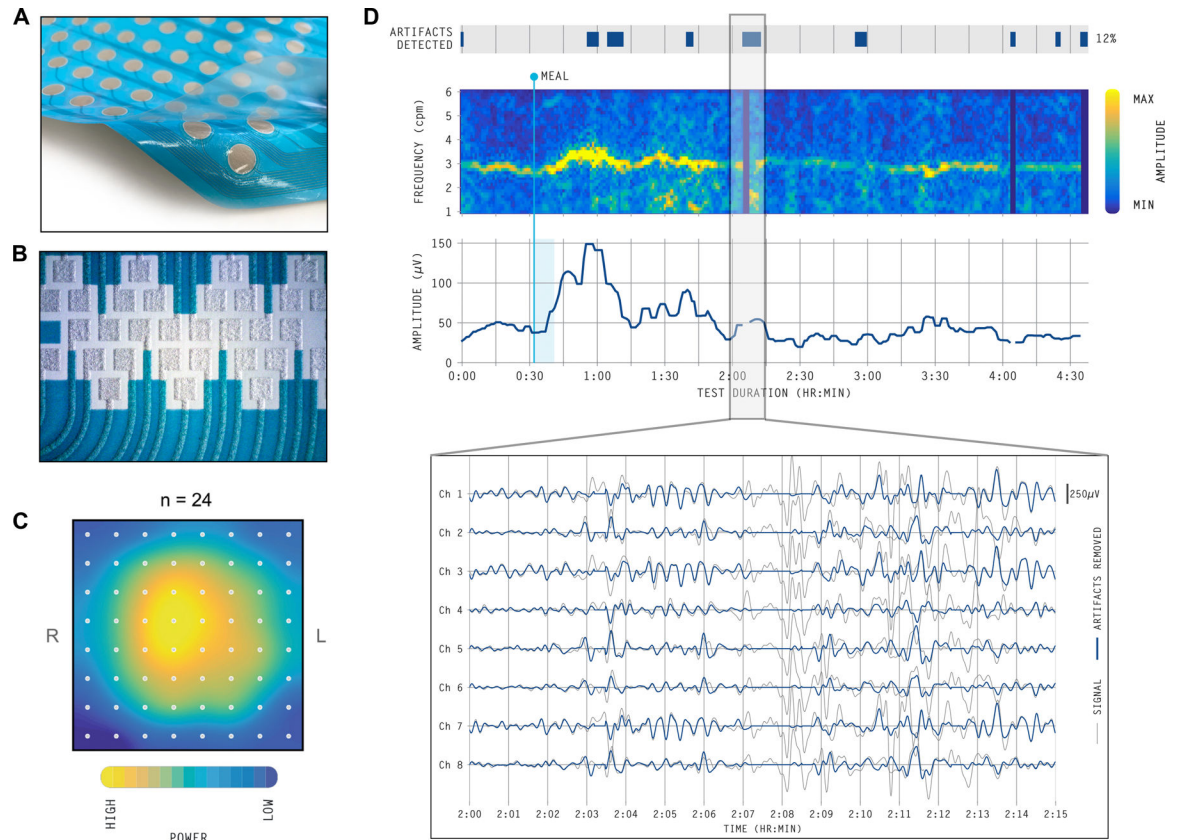 A
B
n = 24
C
R
L
HIGH
LOW
POWER
D
ARTIFACTS
DETECTED
12%
MEAL
FREQUENCY (cpm)
6
5
4
3
2
1
MAX
MIN
AMPLITUDE
AMPLITUDE (µV)
150
100
50
0
0:00 0:30 1:00 1:30 2:00 2:30 3:00 3:30 4:00 4:30
TEST DURATION (HR:MIN)
Ch 1
Ch 2
Ch 3
Ch 4
Ch 5
Ch 6
Ch 7
Ch 8
250µV
ARTIFACTS REMOVED
SIGNAL
2:00 2:01 2:02 2:03 2:04 2:05 2:06 2:07 2:08 2:09 2:10 2:11 2:12 2:13 2:14 2:15
TIME (HR:MIN)